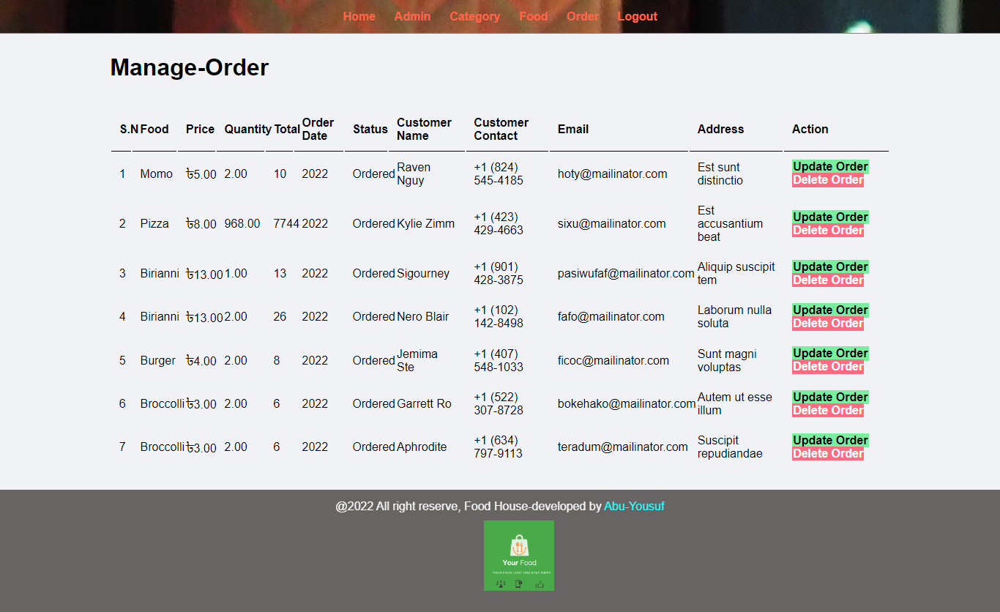 Home Admin Category Food Order Logout
Manage-Order
S.N Food Price Quantity Total Order Date Status Customer Name Customer Contact Email Address Action
1 Momo ৳5.00 2.00 10 2022 Ordered Raven Nguy +1 (824) 545-4185 hoty@mailinator.com Est sunt distinctio Update Order Delete Order
2 Pizza ৳8.00 968.00 7744 2022 Ordered Kylie Zimm +1 (423) 429-4663 sixu@mailinator.com Est accusantium beat Update Order Delete Order
3 Birianni ৳13.00 1.00 13 2022 Ordered Sigourney +1 (901) 428-3875 pasiwufaf@mailinator.com Aliquip suscipit tem Update Order Delete Order
4 Birianni ৳13.00 2.00 26 2022 Ordered Nero Blair +1 (102) 142-8498 fafo@mailinator.com Laborum nulla soluta Update Order Delete Order
5 Burger ৳4.00 2.00 8 2022 Ordered Jemima Ste +1 (407) 548-1033 ficoc@mailinator.com Sunt magni voluptas Update Order Delete Order
6 Broccolli ৳3.00 2.00 6 2022 Ordered Garrett Ro +1 (522) 307-8728 bokehako@mailinator.com Autem ut esse illum Update Order Delete Order
7 Broccolli ৳3.00 2.00 6 2022 Ordered Aphrodite +1 (634) 797-9113 teradum@mailinator.com Suscipit repudiandae Update Order Delete Order
@2022 All right reserve, Food House-developed by Abu-Yousuf
Your Food
YOUR FOOD JUST ONE STEP AWAY